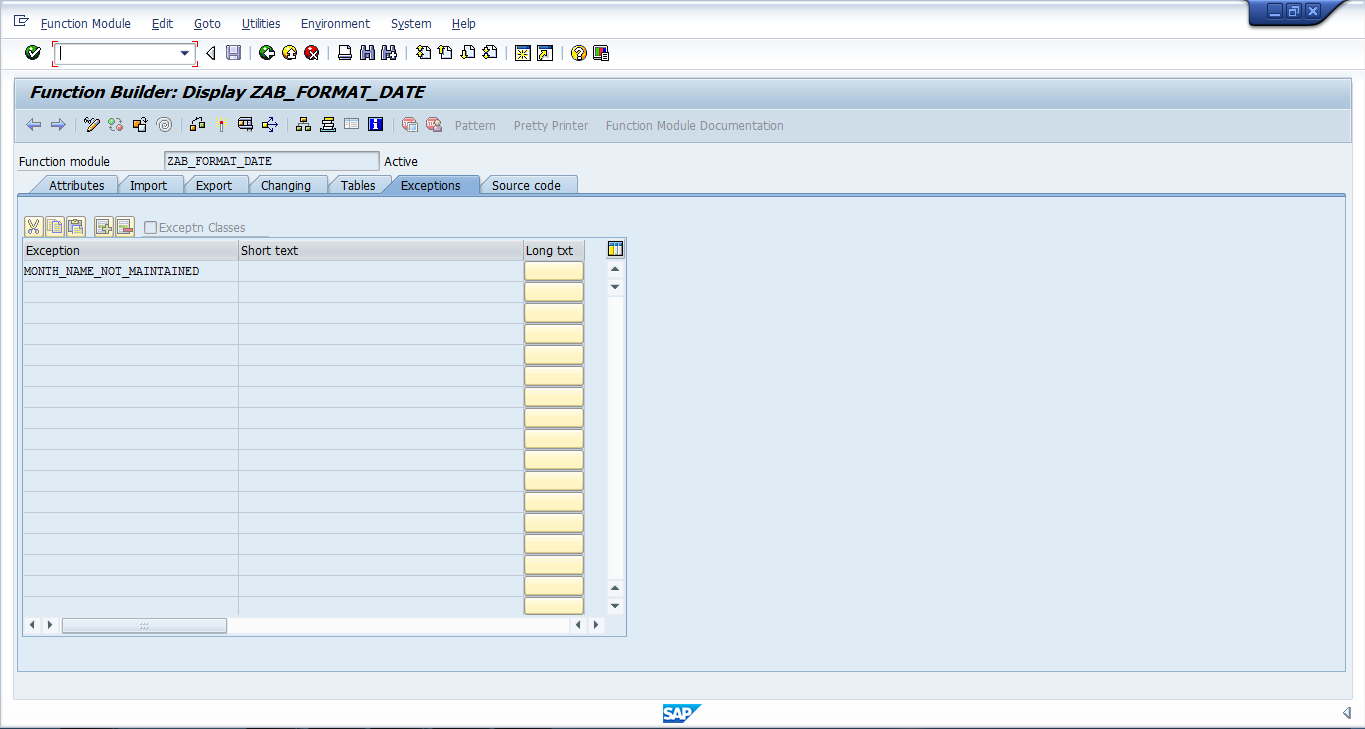 Function Module Edit Goto Utilities Environment System Help
Function Builder: Display ZAB_FORMAT_DATE
Pattern Pretty Printer Function Module Documentation
Function module ZAB_FORMAT_DATE Active
Attributes Import Export Changing Tables Exceptions Source code
Exceptn Classes
Exception Short text Long txt
MONTH_NAME_NOT_MAINTAINED
SAP